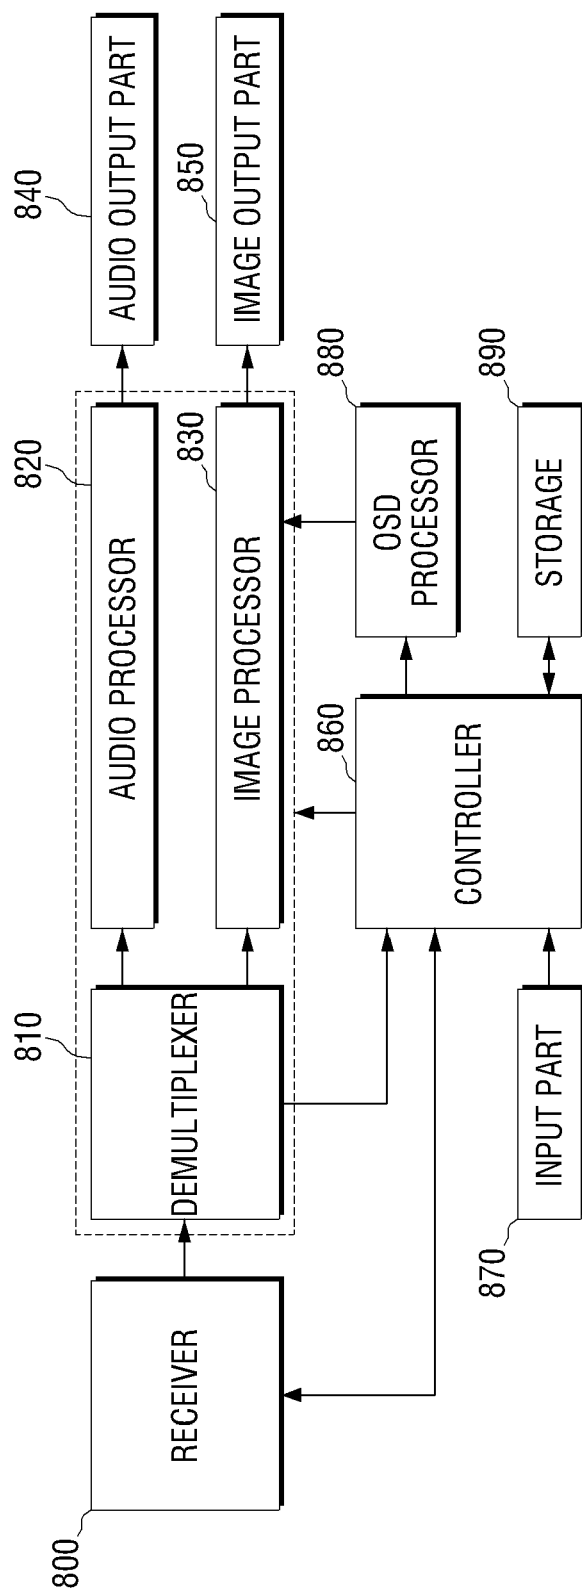 840
AUDIO OUTPUT PART
850
IMAGE OUTPUT PART
820
AUDIO PROCESSOR
830
IMAGE PROCESSOR
880
OSD
PROCESSOR
890
STORAGE
860
CONTROLLER
810
DEMULTIPLEXER
870
INPUT PART
800
RECEIVER